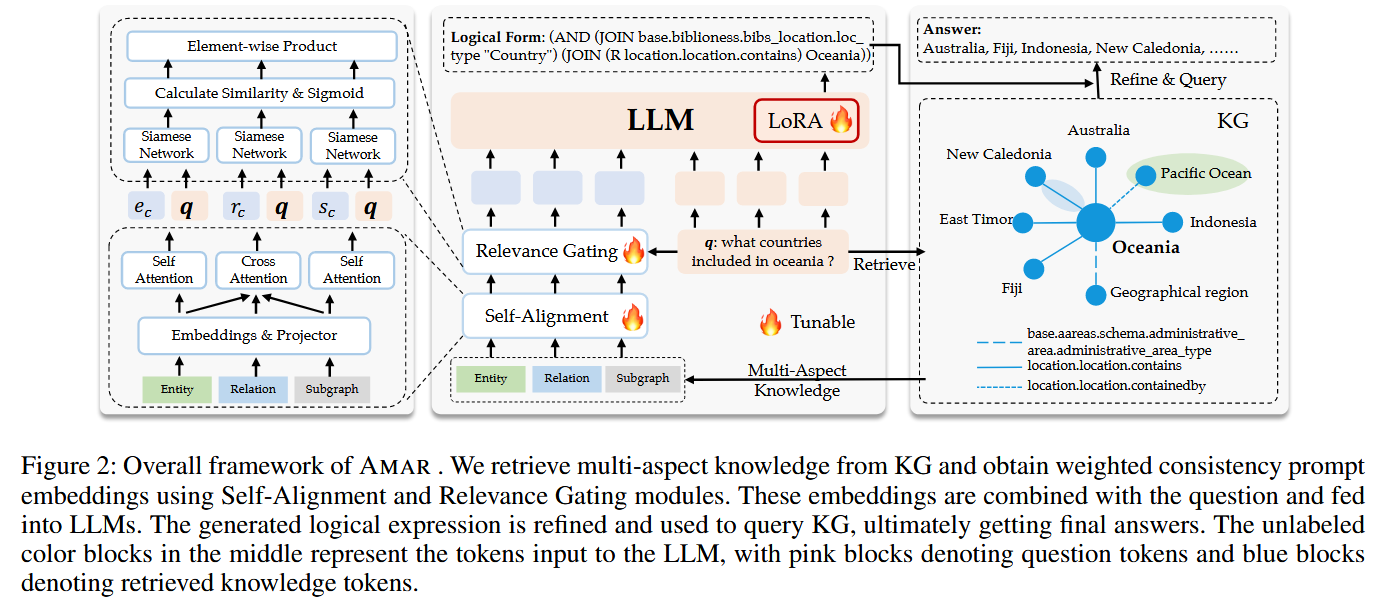 Element-wise Product
Calculate Similarity & Sigmoid
Siamese
Network
Siamese
Network
Siamese
Network
e_c
q
r_c
q
s_c
q
Self
Attention
Cross
Attention
Self
Attention
Embeddings & Projector
Entity
Relation
Subgraph
Logical Form: (AND (JOIN base.biblioness.bibs_location.loc_
type "Country") (JOIN (R location.location.contains) Oceania))
LLM
LoRA
Relevance Gating
q: what countries
included in oceania ?
Retrieve
Self-Alignment
Tunable
Entity
Relation
Subgraph
Multi-Aspect
Knowledge
Answer:
Australia, Fiji, Indonesia, New Caledonia, ……
Refine & Query
KG
Australia
New Caledonia
Pacific Ocean
East Timor
Indonesia
Oceania
Fiji
Geographical region
base.aareas.schema.administrative_
area.administrative_area_type
location.location.contains
location.location.containedby
Figure 2: Overall framework of AMAR . We retrieve multi-aspect knowledge from KG and obtain weighted consistency prompt
embeddings using Self-Alignment and Relevance Gating modules. These embeddings are combined with the question and fed
into LLMs. The generated logical expression is refined and used to query KG, ultimately getting final answers. The unlabeled
color blocks in the middle represent the tokens input to the LLM, with pink blocks denoting question tokens and blue blocks
denoting retrieved knowledge tokens.